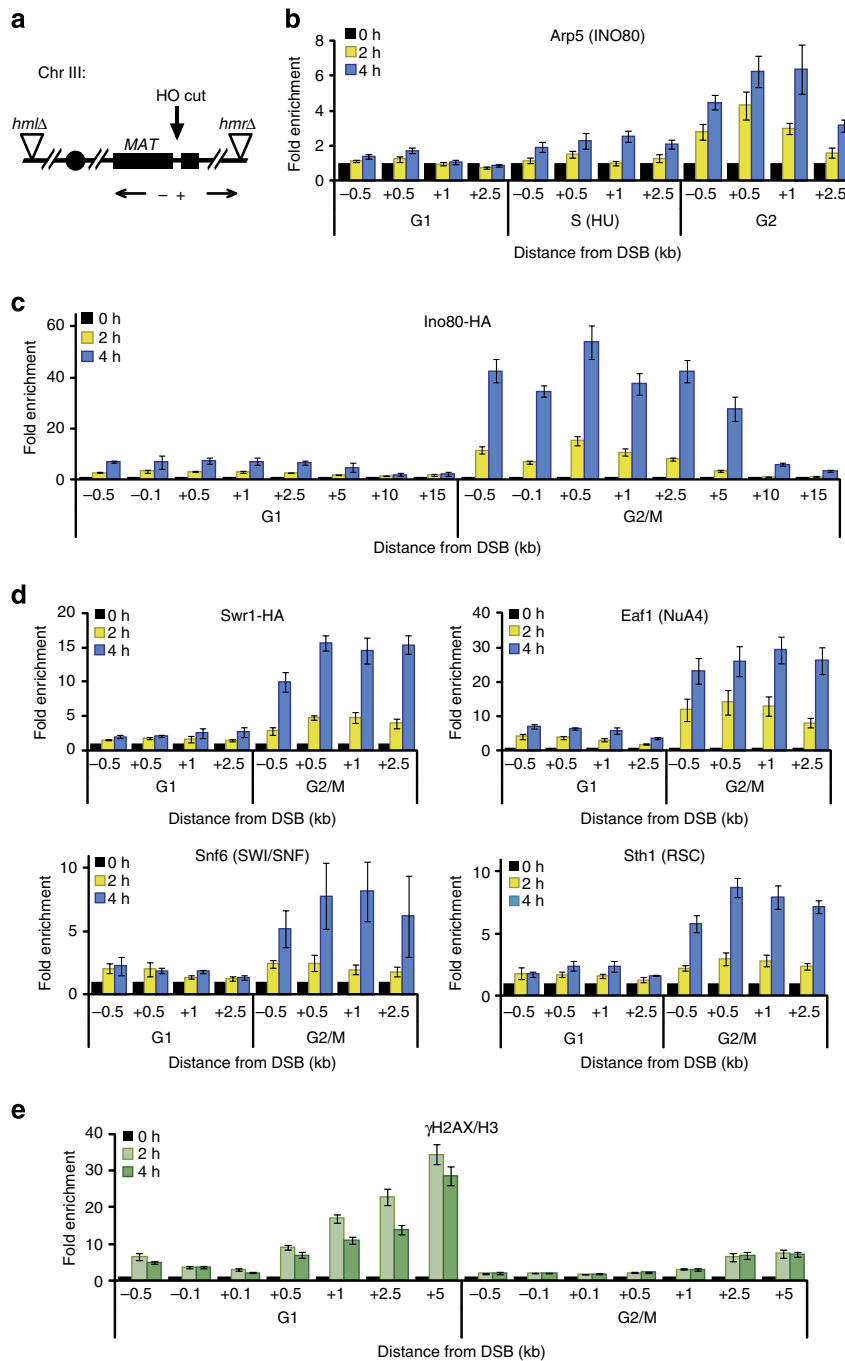 a
Chr III:
HO cut
hmlΔ
MAT
hmrΔ
– +
b
Arp5 (INO80)
0 h
2 h
4 h
Fold enrichment
8
6
4
2
0
–0.5 +0.5 +1 +2.5 –0.5 +0.5 +1 +2.5 –0.5 +0.5 +1 +2.5
G1 S (HU) G2
Distance from DSB (kb)
c
Ino80-HA
0 h
2 h
4 h
Fold enrichment
60
40
20
0
–0.5 –0.1 +0.5 +1 +2.5 +5 +10 +15 –0.5 –0.1 +0.5 +1 +2.5 +5 +10 +15
G1 G2/M
Distance from DSB (kb)
d
Swr1-HA
0 h
2 h
4 h
Fold enrichment
20
15
10
5
0
–0.5 +0.5 +1 +2.5 –0.5 +0.5 +1 +2.5
G1 G2/M
Distance from DSB (kb)
Eaf1 (NuA4)
0 h
2 h
4 h
Fold enrichment
40
30
20
10
0
–0.5 +0.5 +1 +2.5 –0.5 +0.5 +1 +2.5
G1 G2/M
Distance from DSB (kb)
Snf6 (SWI/SNF)
0 h
2 h
4 h
Fold enrichment
10
5
0
–0.5 +0.5 +1 +2.5 –0.5 +0.5 +1 +2.5
G1 G2/M
Distance from DSB (kb)
Sth1 (RSC)
0 h
2 h
4 h
Fold enrichment
10
5
0
–0.5 +0.5 +1 +2.5 –0.5 +0.5 +1 +2.5
G1 G2/M
Distance from DSB (kb)
e
γH2AX/H3
0 h
2 h
4 h
Fold enrichment
40
30
20
10
0
–0.5 –0.1 +0.1 +0.5 +1 +2.5 +5 –0.5 –0.1 +0.1 +0.5 +1 +2.5 +5
G1 G2/M
Distance from DSB (kb)